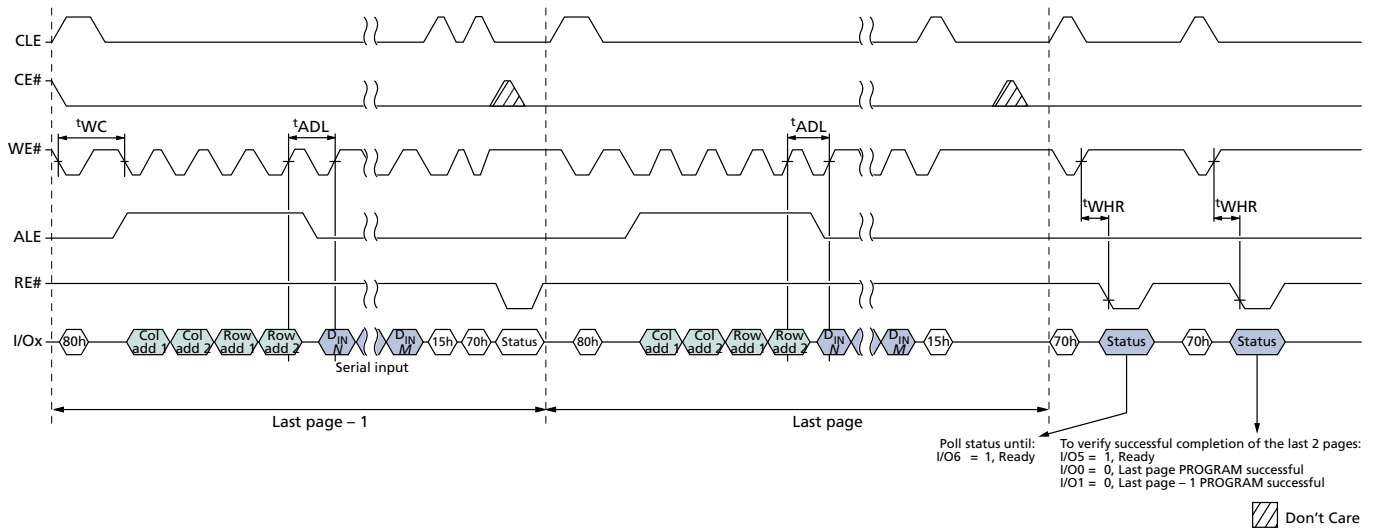 CLE
CE#
tWC
tADL
tADL
WE#
tWHR
tWHR
ALE
RE#
I/Ox
80h
Col add 1
Col add 2
Row add 1
Row add 2
DIN N
DIN M
15h
70h
Status
80h
Col add 1
Col add 2
Row add 1
Row add 2
DIN N
DIN M
15h
70h
Status
70h
Status
Serial input
Last page – 1
Last page
Poll status until:
I/O6 = 1, Ready
To verify successful completion of the last 2 pages:
I/O5 = 1, Ready
I/O0 = 0, Last page PROGRAM successful
I/O1 = 0, Last page – 1 PROGRAM successful
Don't Care